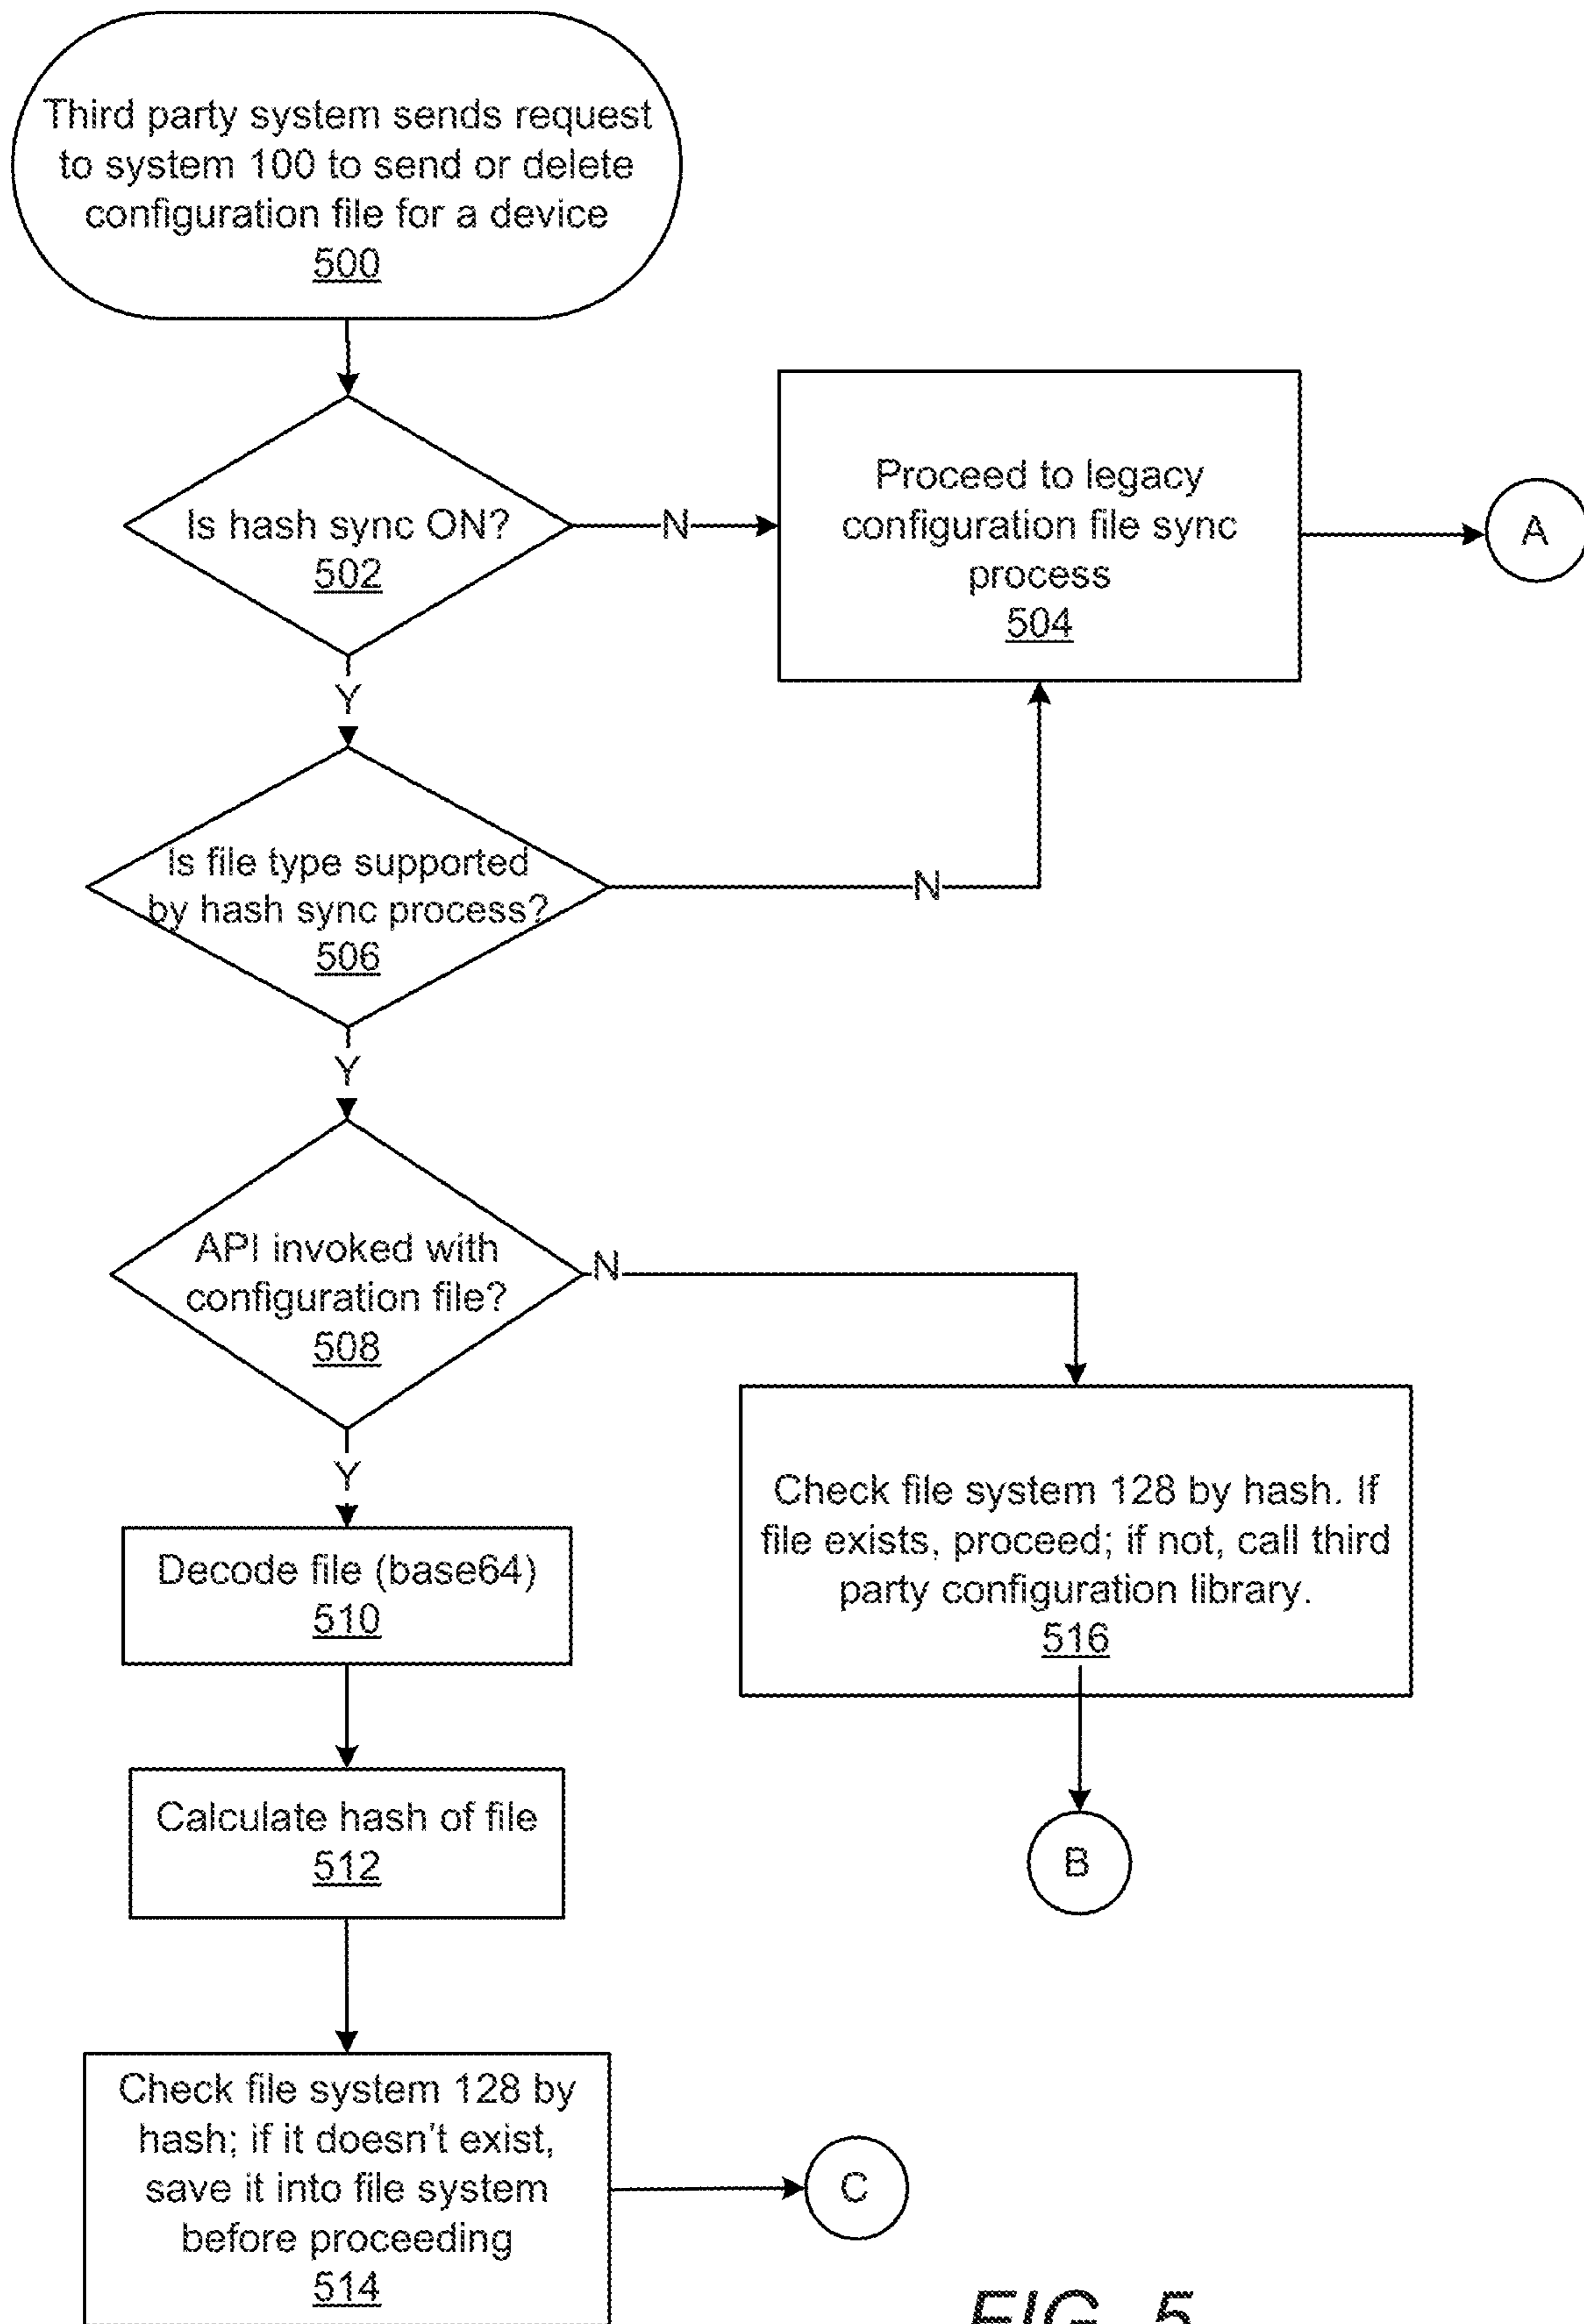 Third party system sends request
to system 100 to send or delete
configuration file for a device
500
Is hash sync ON?
502
N
Proceed to legacy
configuration file sync
process
504
A
Y
Is file type supported
by hash sync process?
506
N
Y
API invoked with
configuration file?
508
N
Y
Decode file (base64)
510
Check file system 128 by hash. If
file exists, proceed; if not, call third
party configuration library.
516
Calculate hash of file
512
B
Check file system 128 by
hash; if it doesn't exist,
save it into file system
before proceeding
514
C
FIG. 5